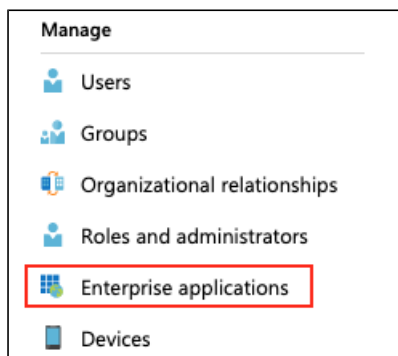 Manage
Users
Groups
Organizational relationships
Roles and administrators
Enterprise applications
Devices